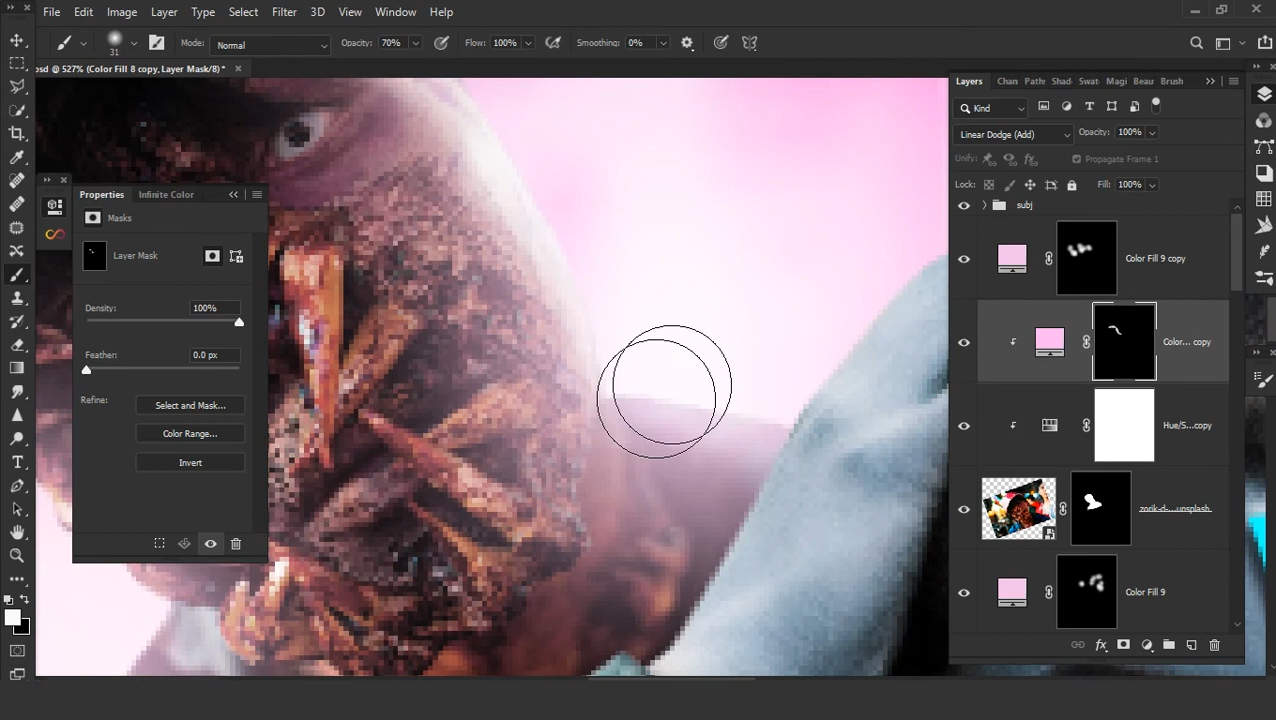 File Edit Image Layer Type Select Filter 3D View Window Help
31 Mode: Normal Opacity: 70% Flow: 100% Smoothing: 0%
psd @ 527% (Color Fill 8 copy, Layer Mask/8) *
Properties Infinite Color
Masks
Layer Mask
Density: 100%
Feather: 0.0 px
Refine: Select and Mask...
Color Range...
Invert
Layers Chan Path Shad Swat Magi Beau Brush
Kind
Linear Dodge (Add) Opacity: 100%
Unify: Propagate Frame 1
Lock: Fill: 100%
subj
Color Fill 9 copy
Color... copy
Hue/S...copy
zorik-d-...unsplash
Color Fill 9
fx